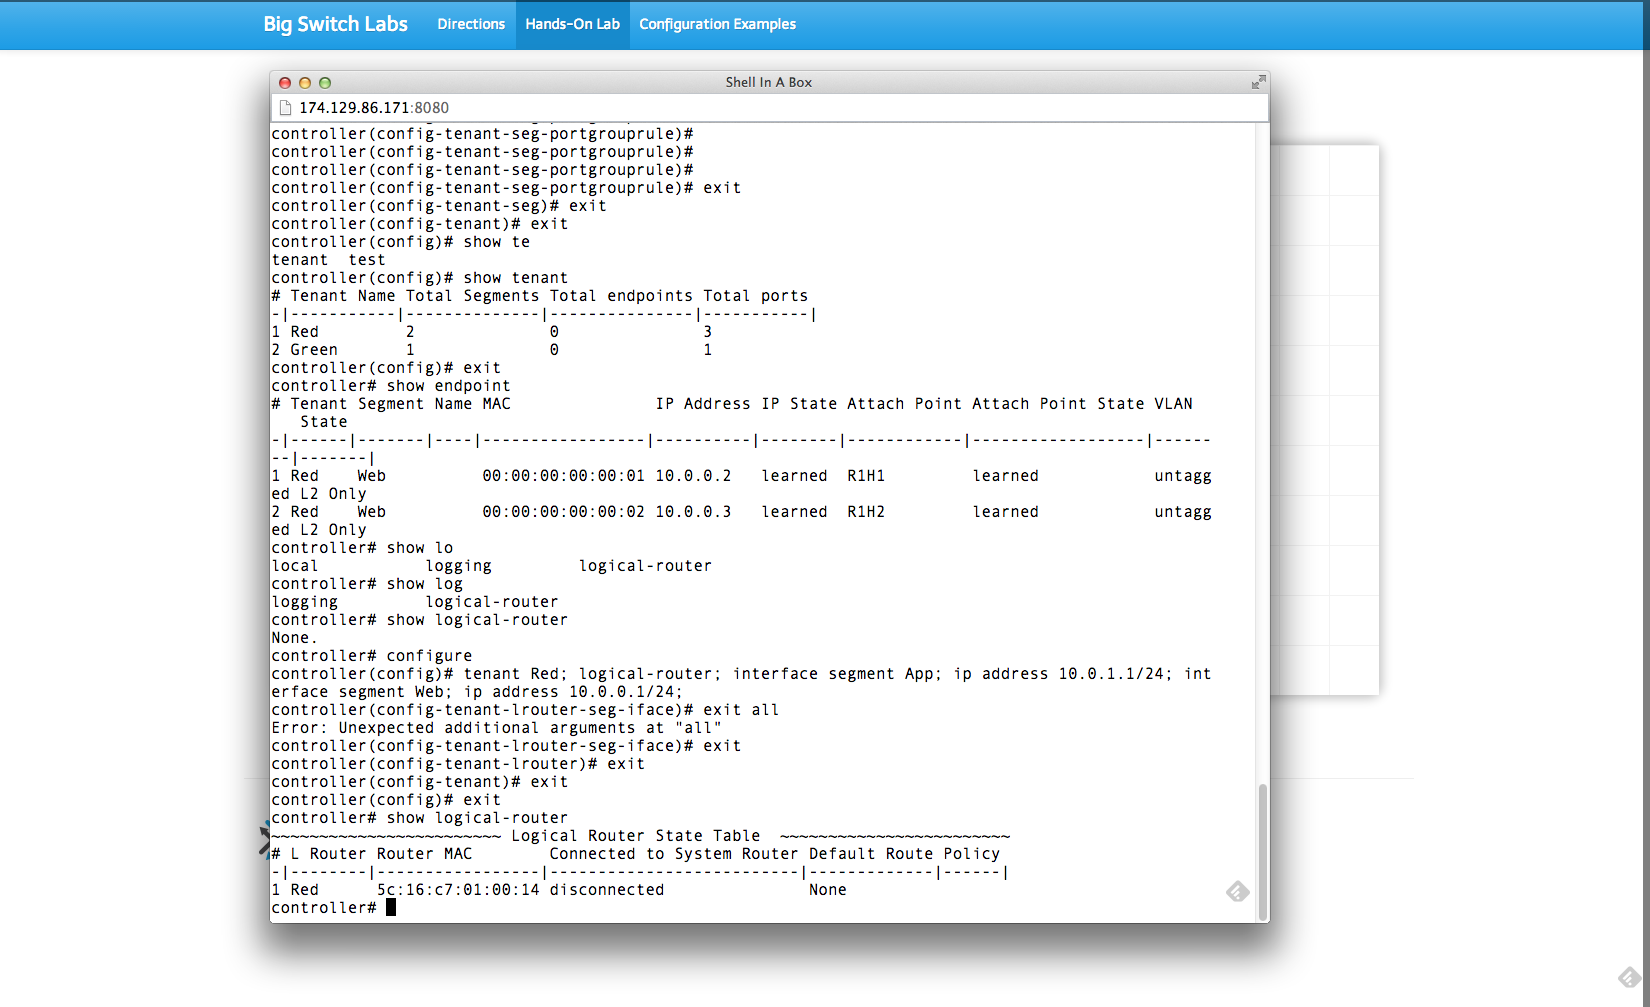 Big Switch Labs Directions Hands-On Lab Configuration Examples
Shell In A Box
174.129.86.171:8080
controller(config-tenant-seg-portgrouprule)#
controller(config-tenant-seg-portgrouprule)#
controller(config-tenant-seg-portgrouprule)#
controller(config-tenant-seg-portgrouprule)# exit
controller(config-tenant-seg)# exit
controller(config-tenant)# exit
controller(config)# show te
tenant  test
controller(config)# show tenant
# Tenant Name Total Segments Total endpoints Total ports
-|-----------|--------------|---------------|-----------|
1 Red         2              0               3
2 Green       1              0               1
controller(config)# exit
controller# show endpoint
# Tenant Segment Name MAC               IP Address IP State Attach Point Attach Point State VLAN
   State
-|------|-------|----|-----------------|----------|--------|------------|------------------|------
--|-------|
1 Red    Web          00:00:00:00:00:01 10.0.0.2   learned  R1H1         learned            untagg
ed L2 Only
2 Red    Web          00:00:00:00:00:02 10.0.0.3   learned  R1H2         learned            untagg
ed L2 Only
controller# show lo
local           logging         logical-router
controller# show log
logging         logical-router
controller# show logical-router
None.
controller# configure
controller(config)# tenant Red; logical-router; interface segment App; ip address 10.0.1.1/24; int
erface segment Web; ip address 10.0.0.1/24;
controller(config-tenant-lrouter-seg-iface)# exit all
Error: Unexpected additional arguments at "all"
controller(config-tenant-lrouter-seg-iface)# exit
controller(config-tenant-lrouter)# exit
controller(config-tenant)# exit
controller(config)# exit
controller# show logical-router
~~~~~~~~~~~~~~~~~~~~~~~~ Logical Router State Table  ~~~~~~~~~~~~~~~~~~~~~~~~
# L Router Router MAC        Connected to System Router Default Route Policy
-|--------|-----------------|--------------------------|-------------|------|
1 Red      5c:16:c7:01:00:14 disconnected               None
controller#